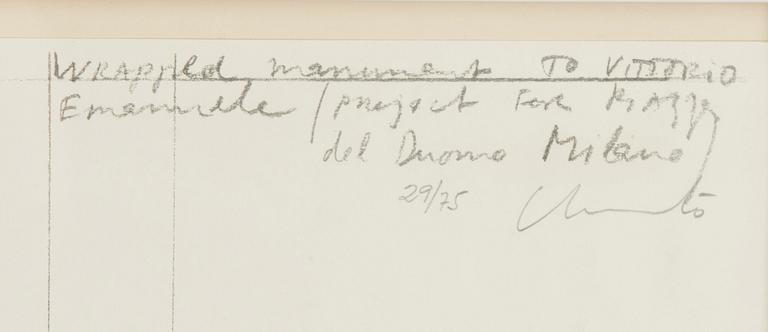 WRAPPED monument TO VITTORIO
Emanuele / project FOR PIAZZA
del Duomo Milano
29/75
Christo